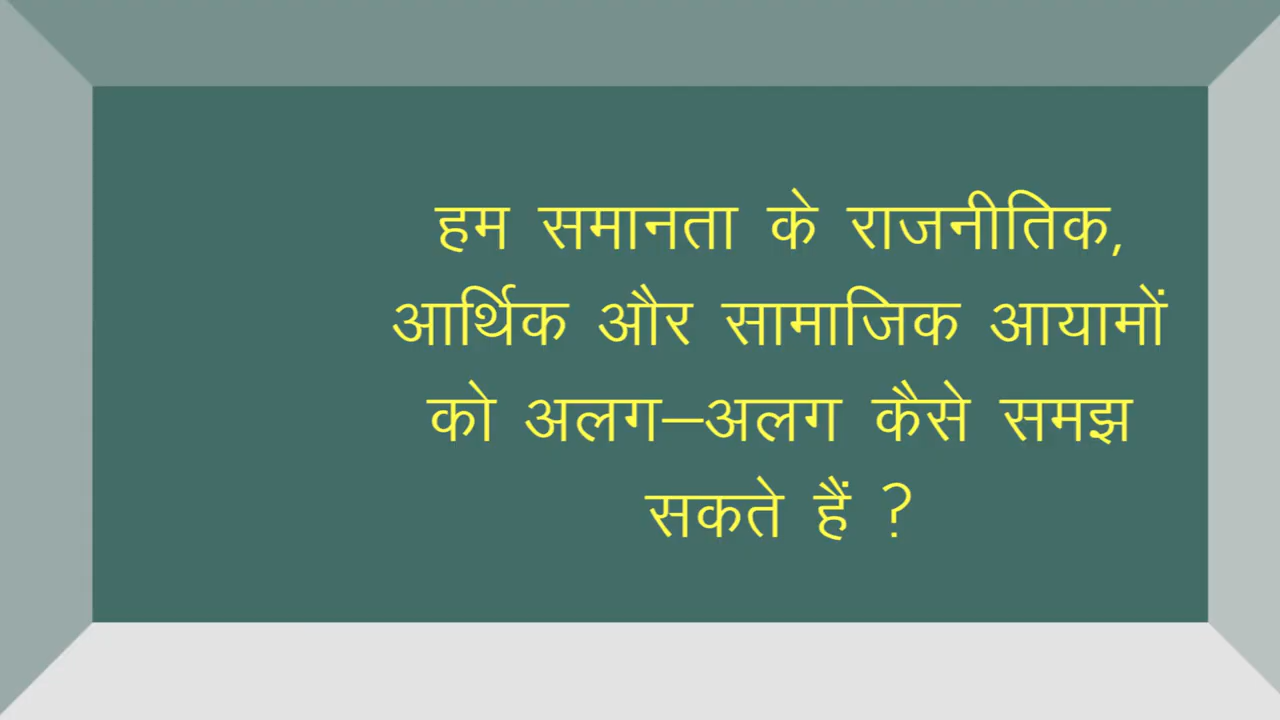 हम समानता के राजनीतिक,
आर्थिक और सामाजिक आयामों
को अलग–अलग कैसे समझ
सकते हैं ?